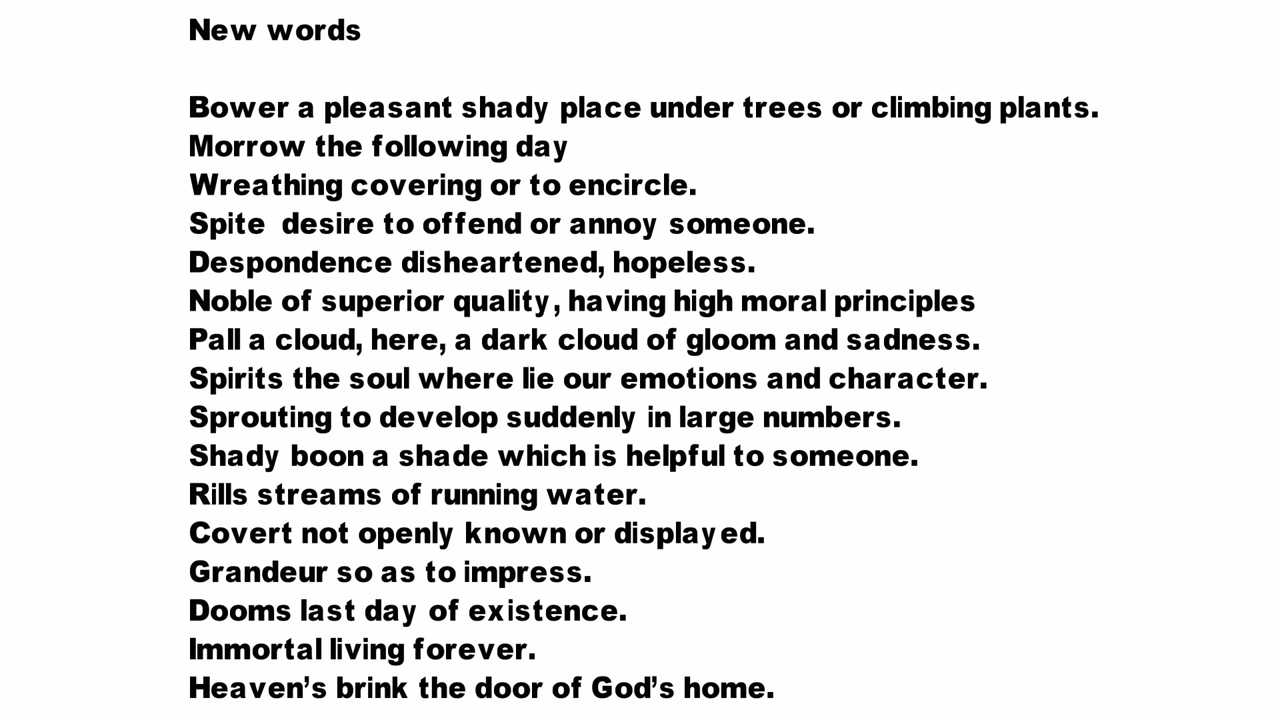 New words
Bower a pleasant shady place under trees or climbing plants.
Morrow the following day
Wreathing covering or to encircle.
Spite desire to offend or annoy someone.
Despondence disheartened, hopeless.
Noble of superior quality, having high moral principles
Pall a cloud, here, a dark cloud of gloom and sadness.
Spirits the soul where lie our emotions and character.
Sprouting to develop suddenly in large numbers.
Shady boon a shade which is helpful to someone.
Rills streams of running water.
Covert not openly known or displayed.
Grandeur so as to impress.
Dooms last day of existence.
Immortal living forever.
Heaven’s brink the door of God’s home.